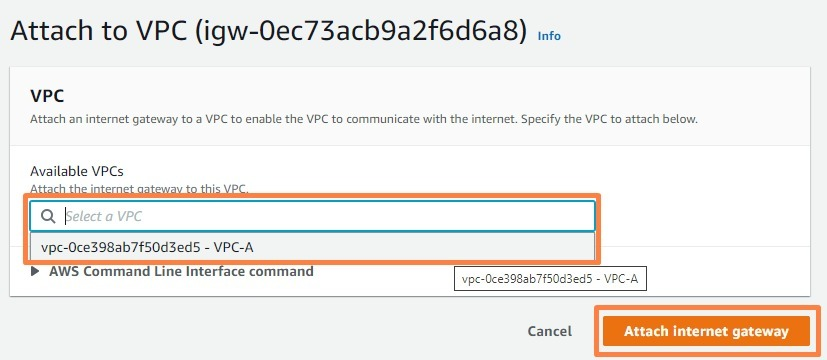 Attach to VPC (igw-0ec73acb9a2f6d6a8) Info
VPC
Attach an internet gateway to a VPC to enable the VPC to communicate with the internet. Specify the VPC to attach below.
Available VPCs
Attach the internet gateway to this VPC.
Select a VPC
vpc-0ce398ab7f50d3ed5 - VPC-A
AWS Command Line Interface command
vpc-0ce398ab7f50d3ed5 - VPC-A
Cancel
Attach internet gateway